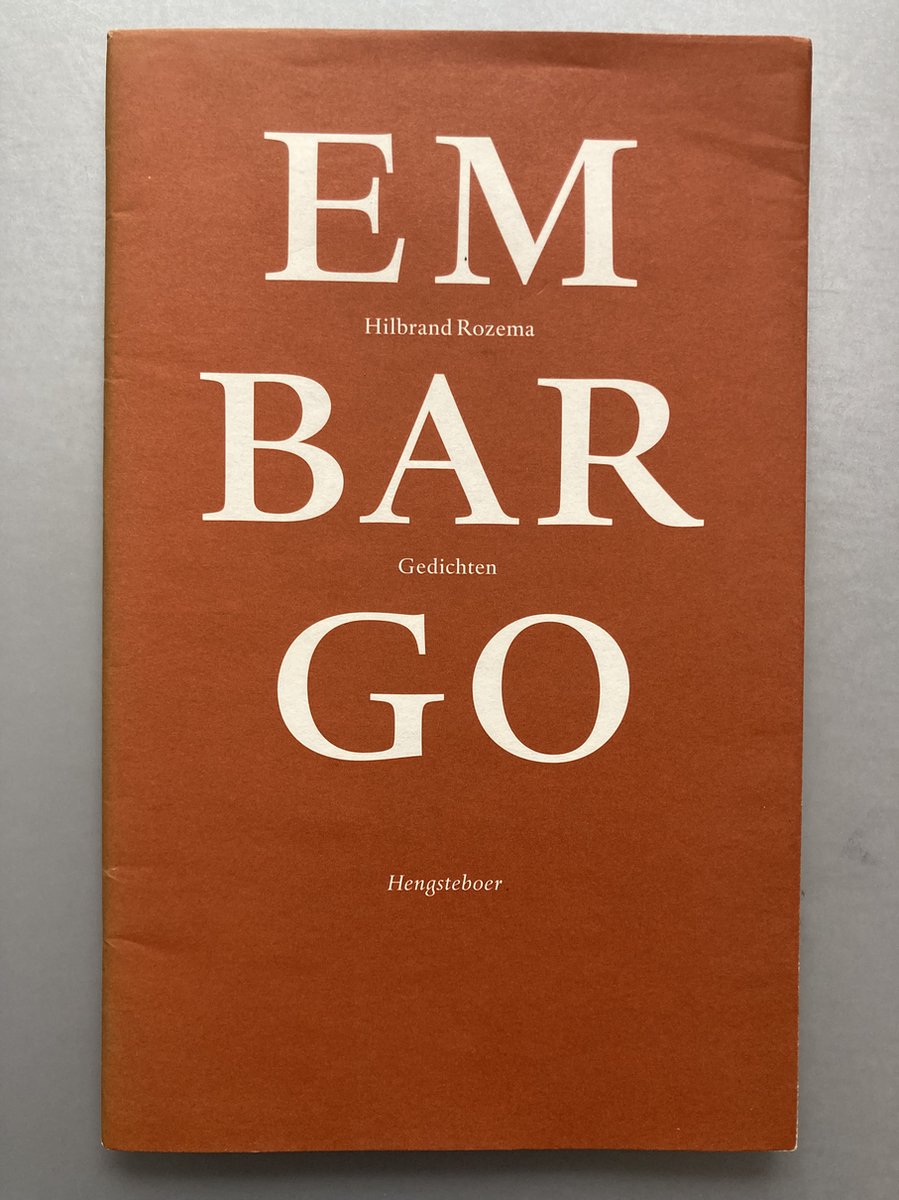 EM
Hilbrand Rozema
BAR
Gedichten
GO
Hengsteboer